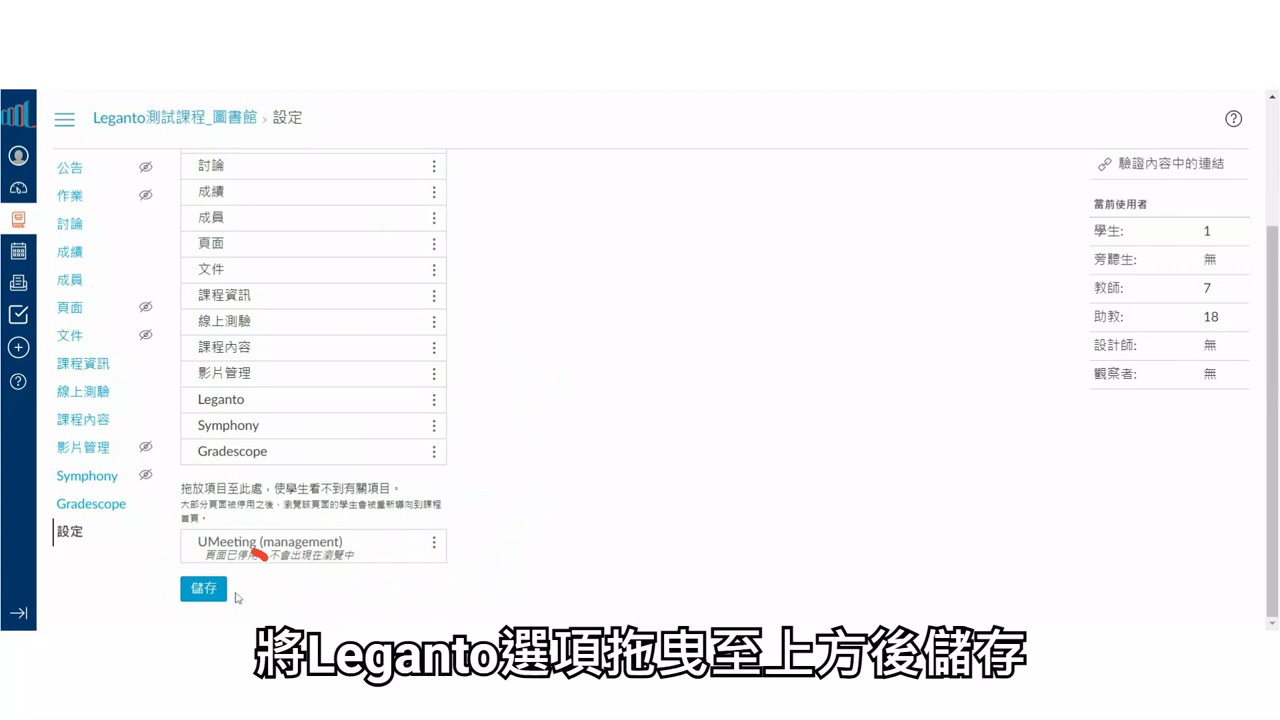 Leganto測試課程_圖書館 › 設定
公告
作業
討論
成績
成員
頁面
文件
課程資訊
線上測驗
課程內容
影片管理
Symphony
Gradescope
設定
討論
成績
成員
頁面
文件
課程資訊
線上測驗
課程內容
影片管理
Leganto
Symphony
Gradescope
拖放項目至此處,使學生看不到有關項目。
大部分頁面被停用之後,瀏覽該頁面的學生會被重新導向到課程
首頁。
UMeeting (management)
頁面已停用,不會出現在瀏覽中
儲存
驗證內容中的連結
當前使用者
學生: 1
旁聽生: 無
教師: 7
助教: 18
設計師: 無
觀察者: 無
將Leganto選項拖曳至上方後儲存